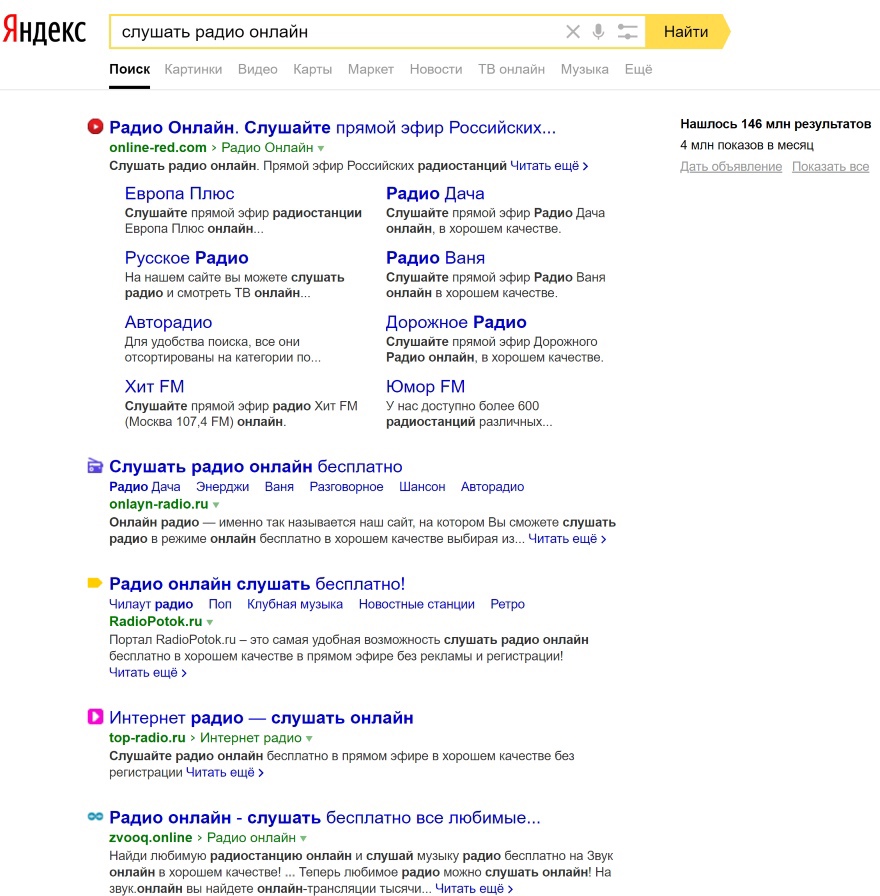 Яндекс
слушать радио онлайн
Найти
Поиск Картинки Видео Карты Маркет Новости ТВ онлайн Музыка Ещё
Радио Онлайн. Слушайте прямой эфир Российских...
online-red.com › Радио Онлайн
Слушать радио онлайн. Прямой эфир Российских радиостанций Читать ещё ›
Европа Плюс
Слушайте прямой эфир радиостанции
Европа Плюс онлайн...
Радио Дача
Слушайте прямой эфир Радио Дача
онлайн, в хорошем качестве.
Русское Радио
На нашем сайте вы можете слушать
радио и смотреть ТВ онлайн...
Радио Ваня
Слушайте прямой эфир Радио Ваня
онлайн в хорошем качестве.
Авторадио
Для удобства поиска, все они
отсортированы на категории по...
Дорожное Радио
Слушайте прямой эфир Дорожного
Радио онлайн, в хорошем качестве.
Хит FM
Слушайте прямой эфир радио Хит FM
(Москва 107,4 FM) онлайн.
Юмор FM
У нас доступно более 600
радиостанций различных...
Слушать радио онлайн бесплатно
Радио Дача Энерджи Ваня Разговорное Шансон Авторадио
onlayn-radio.ru
Онлайн радио — именно так называется наш сайт, на котором Вы сможете слушать
радио в режиме онлайн бесплатно в хорошем качестве выбирая из... Читать ещё ›
Радио онлайн слушать бесплатно!
Чилаут радио Поп Клубная музыка Новостные станции Ретро
RadioPotok.ru
Портал RadioPotok.ru – это самая удобная возможность слушать радио онлайн
бесплатно в хорошем качестве в прямом эфире без рекламы и регистрации!
Читать ещё ›
Интернет радио — слушать онлайн
top-radio.ru › Интернет радио
Слушайте радио онлайн бесплатно в прямом эфире в хорошем качестве без
регистрации Читать ещё ›
Радио онлайн - слушать бесплатно все любимые...
zvooq.online › Радио онлайн
Найди любимую радиостанцию онлайн и слушай музыку радио бесплатно на Звук
онлайн в хорошем качестве! ... Теперь любимое радио можно слушать онлайн! На
звук.онлайн вы найдете онлайн-трансляции тысячи... Читать ещё ›
Нашлось 146 млн результатов
4 млн показов в месяц
Дать объявление Показать все